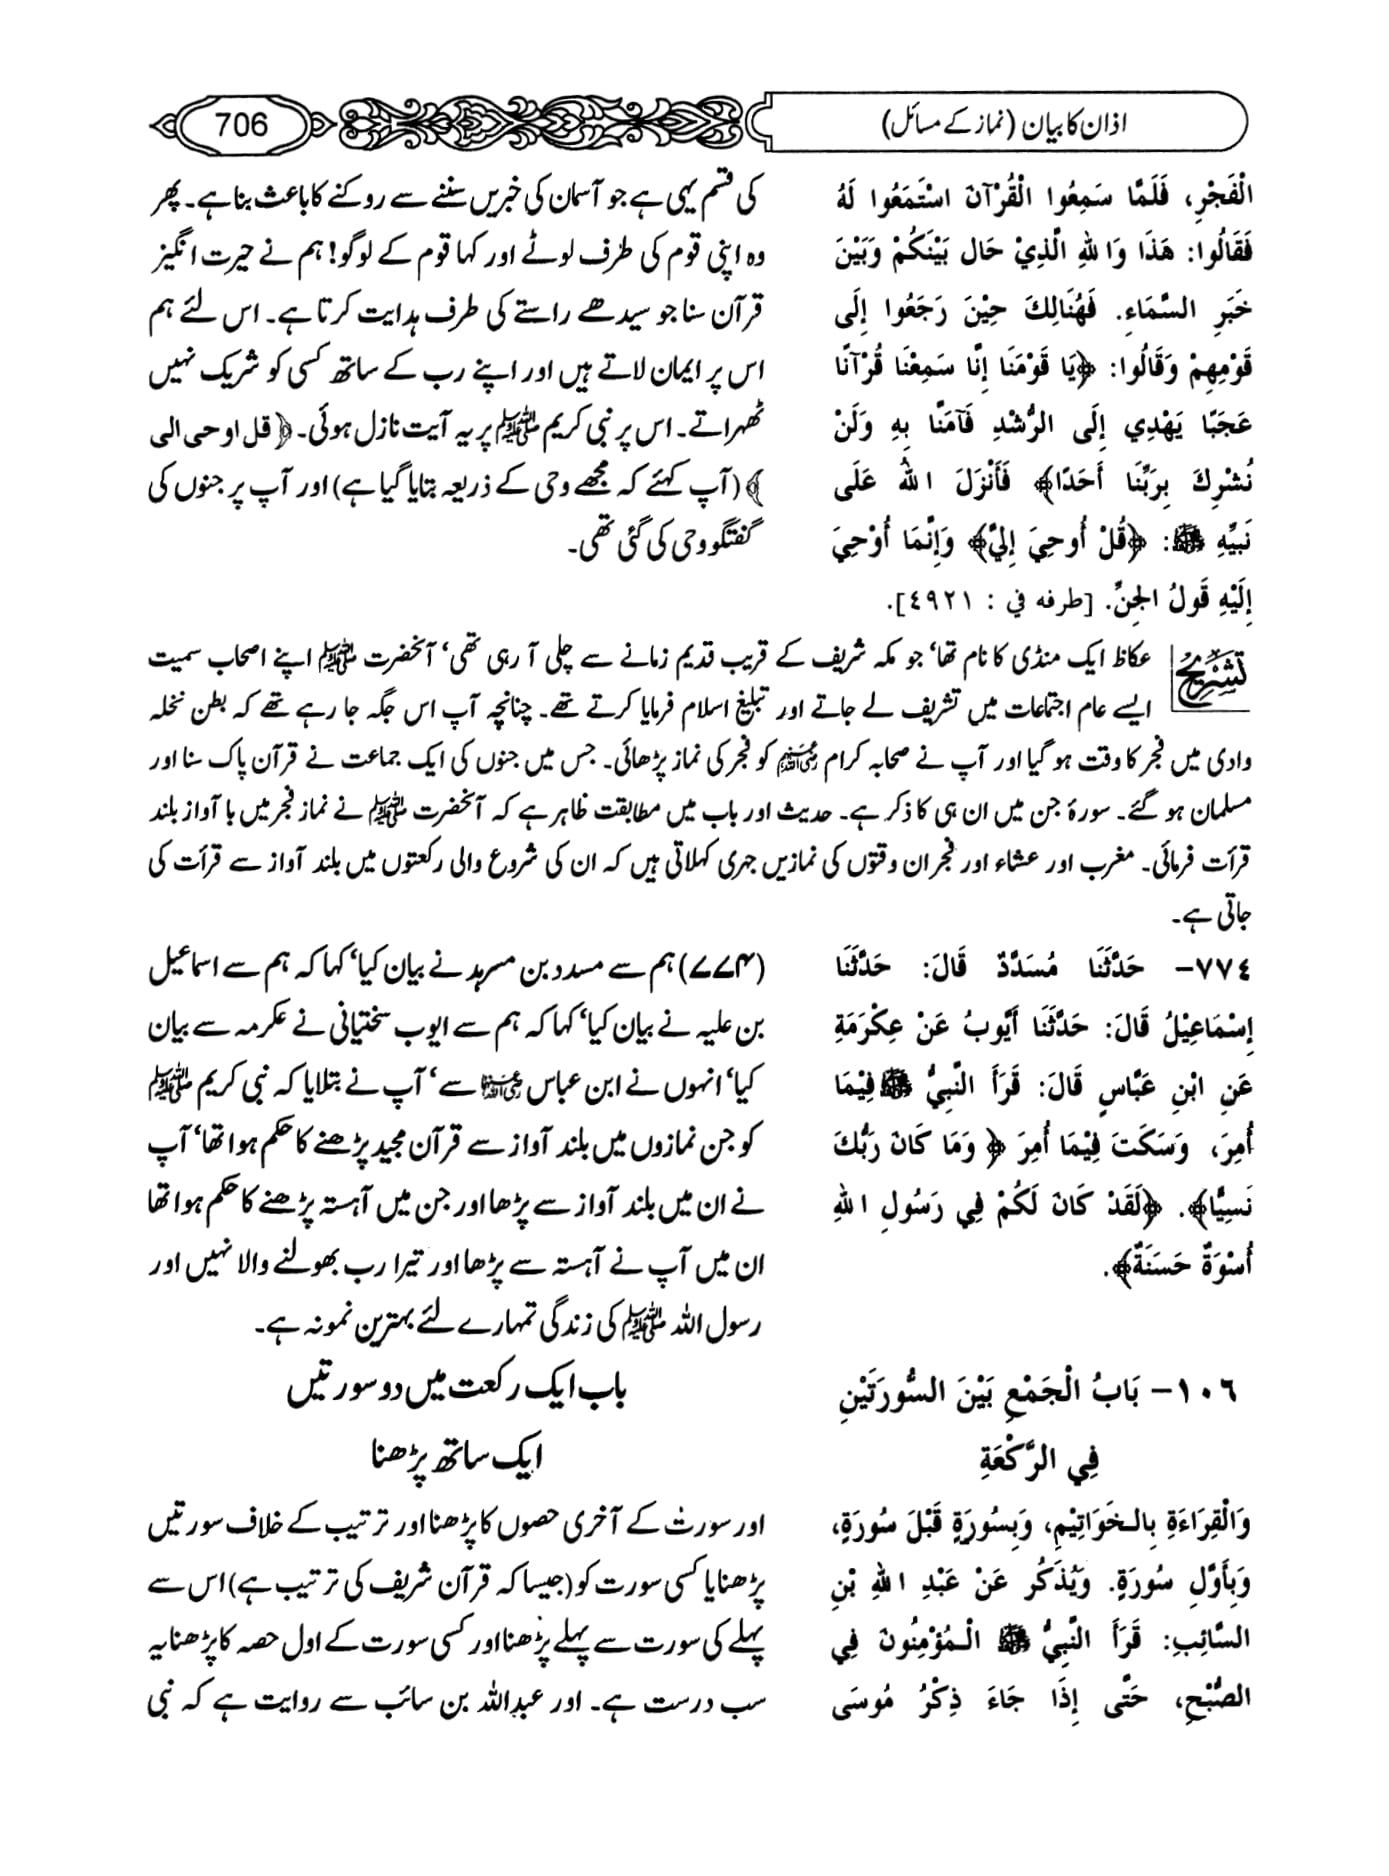 اذان کا بیان (نماز کے مسائل)
706
الْفَجْرِ، فَلَمَّا سَمِعُوا الْقُرْآنَ اسْتَمَعُوا لَهُ
فَقَالُوا: هَذَا وَاللهِ الَّذِيْ حَالَ بَيْنَكُمْ وَبَيْنَ
خَبَرِ السَّمَاءِ. فَهُنَالِكَ حِيْنَ رَجَعُوا إِلَى
قَوْمِهِمْ وَقَالُوا: ﴿يَا قَوْمَنَا إِنَّا سَمِعْنَا قُرْآنًا
عَجَبًا يَهْدِي إِلَى الرُّشْدِ فَآمَنَّا بِهِ وَلَنْ
نُشْرِكَ بِرَبِّنَا أَحَدًا﴾ فَأَنْزَلَ اللهُ عَلَى
نَبِيِّهِ ﷺ: ﴿قُلْ أُوحِيَ إِلَيَّ﴾ وَإِنَّمَا أُوْحِيَ
إِلَيْهِ قَولُ الجِنِّ. [طرفه في : ٤٩٢١].
کی قسم یہی ہے جو آسمان کی خبریں سننے سے روکنے کا باعث بنا ہے۔ پھر
وہ اپنی قوم کی طرف لوٹے اور کہا قوم کے لوگو! ہم نے حیرت انگیز
قرآن سنا جو سیدھے راستے کی طرف ہدایت کرتا ہے۔ اس لئے ہم
اس پر ایمان لاتے ہیں اور اپنے رب کے ساتھ کسی کو شریک نہیں
ٹھہراتے۔ اس پر نبی کریم ﷺ پر یہ آیت نازل ہوئی۔ ﴿قل اوحی الی
﴾ (آپ کہئے کہ مجھے وحی کے ذریعہ بتایا گیا ہے) اور آپ پر جنوں کی
گفتگو وحی کی گئی تھی۔
تشریح
عکاظ ایک منڈی کا نام تھا‘ جو مکہ شریف کے قریب قدیم زمانے سے چلی آ رہی تھی‘ آنحضرت ﷺ اپنے اصحاب سمیت
ایسے عام اجتماعات میں تشریف لے جاتے اور تبلیغ اسلام فرمایا کرتے تھے۔ چنانچہ آپ اس جگہ جا رہے تھے کہ بطن نخلہ
وادی میں فجر کا وقت ہو گیا اور آپ نے صحابہ کرام رضی اللہ عنہم کو فجر کی نماز پڑھائی۔ جس میں جنوں کی ایک جماعت نے قرآن پاک سنا اور
مسلمان ہو گئے۔ سورۂ جن میں ان ہی کا ذکر ہے۔ حدیث اور باب میں مطابقت ظاہر ہے کہ آنحضرت ﷺ نے نماز فجر میں با آواز بلند
قرأت فرمائی۔ مغرب اور عشاء اور فجر ان وقتوں کی نمازیں جہری کہلاتی ہیں کہ ان کی شروع والی رکعتوں میں بلند آواز سے قرأت کی
جاتی ہے۔
٧٧٤- حَدَّثَنَا مُسَدَّدٌ قَالَ: حَدَّثَنَا
إِسْمَاعِيْلُ قَالَ: حَدَّثَنَا أَيُّوبُ عَنْ عِكْرَمَةِ
عَنِ ابْنِ عَبَّاسٍ قَالَ: قَرَأَ النَّبِيُّ ﷺ فِيْمَا
أُمِرَ، وَسَكَتَ فِيْمَا أُمِرَ ﴿ وَمَا كَانَ رَبُّكَ
نَسِيًّا﴾. ﴿لَقَدْ كَانَ لَكُمْ فِي رَسُولِ اللهِ
أُسْوَةٌ حَسَنَةٌ﴾.
(۷۷۴) ہم سے مسدد بن مسرہد نے بیان کیا‘ کہا کہ ہم سے اسماعیل
بن علیہ نے بیان کیا‘ کہا کہ ہم سے ایوب سختیانی نے عکرمہ سے بیان
کیا‘ انہوں نے ابن عباس رضی اللہ عنہما سے‘ آپ نے بتلایا کہ نبی کریم ﷺ
کو جن نمازوں میں بلند آواز سے قرآن مجید پڑھنے کا حکم ہوا تھا‘ آپ
نے ان میں بلند آواز سے پڑھا اور جن میں آہستہ پڑھنے کا حکم ہوا تھا
ان میں آپ نے آہستہ سے پڑھا اور تیرا رب بھولنے والا نہیں اور
رسول اللہ ﷺ کی زندگی تمہارے لئے بہترین نمونہ ہے۔
١٠٦- بَابُ الْجَمْعِ بَيْنَ السُّورَتَيْنِ
فِي الرَّكْعَةِ
وَالْقِرَاءَةِ بِالْخَوَاتِيْمِ، وَبِسُورَةٍ قَبْلَ سُورَةٍ،
وَبِأَوَّلِ سُورَةٍ. وَيُذْكَرُ عَنْ عَبْدِ اللهِ بْنِ
السَّائِبِ: قَرَأَ النَّبِيُّ ﷺ الْمُؤْمِنُونَ فِي
الصُّبْحِ، حَتَّى إِذَا جَاءَ ذِكْرُ مُوسَى
باب ایک رکعت میں دو سورتیں
ایک ساتھ پڑھنا
اور سورت کے آخری حصوں کا پڑھنا اور ترتیب کے خلاف سورتیں
پڑھنا یا کسی سورت کو (جیسا کہ قرآن شریف کی ترتیب ہے) اس سے
پہلے کی سورت سے پہلے پڑھنا اور کسی سورت کے اول حصہ کا پڑھنا یہ
سب درست ہے۔ اور عبداللہ بن سائب سے روایت ہے کہ نبی